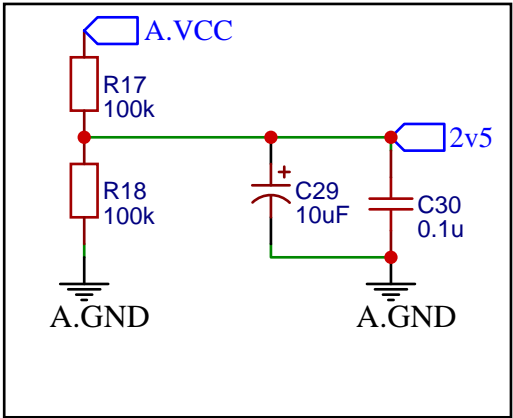 A.VCC
R17
100k
2v5
R18
100k
+
C29
10uF
C30
0.1u
A.GND
A.GND